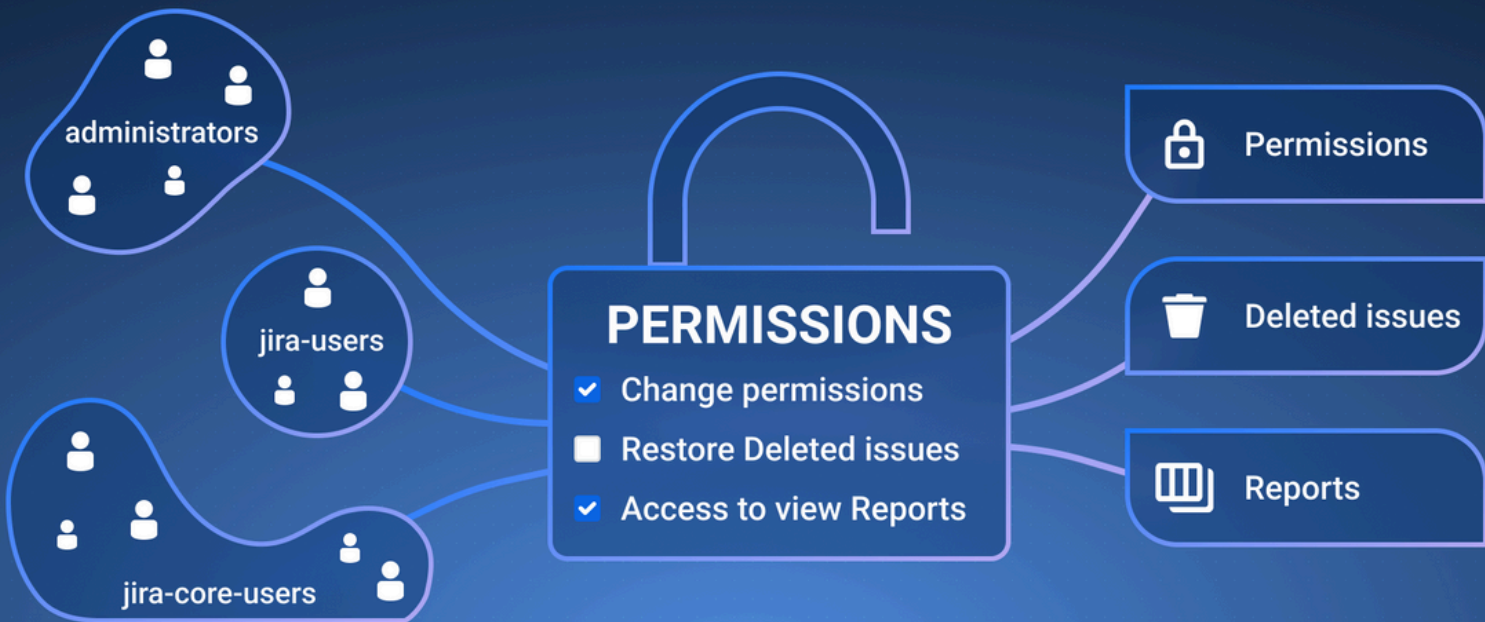 administrators
jira-users
jira-core-users
PERMISSIONS
Change permissions
Restore Deleted issues
Access to view Reports
Permissions
Deleted issues
Reports